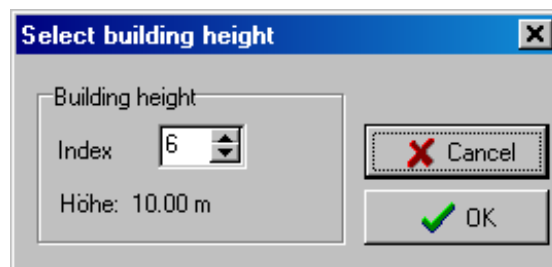 Select building height
Building height
Index 6
Höhe: 10.00 m
Cancel
OK